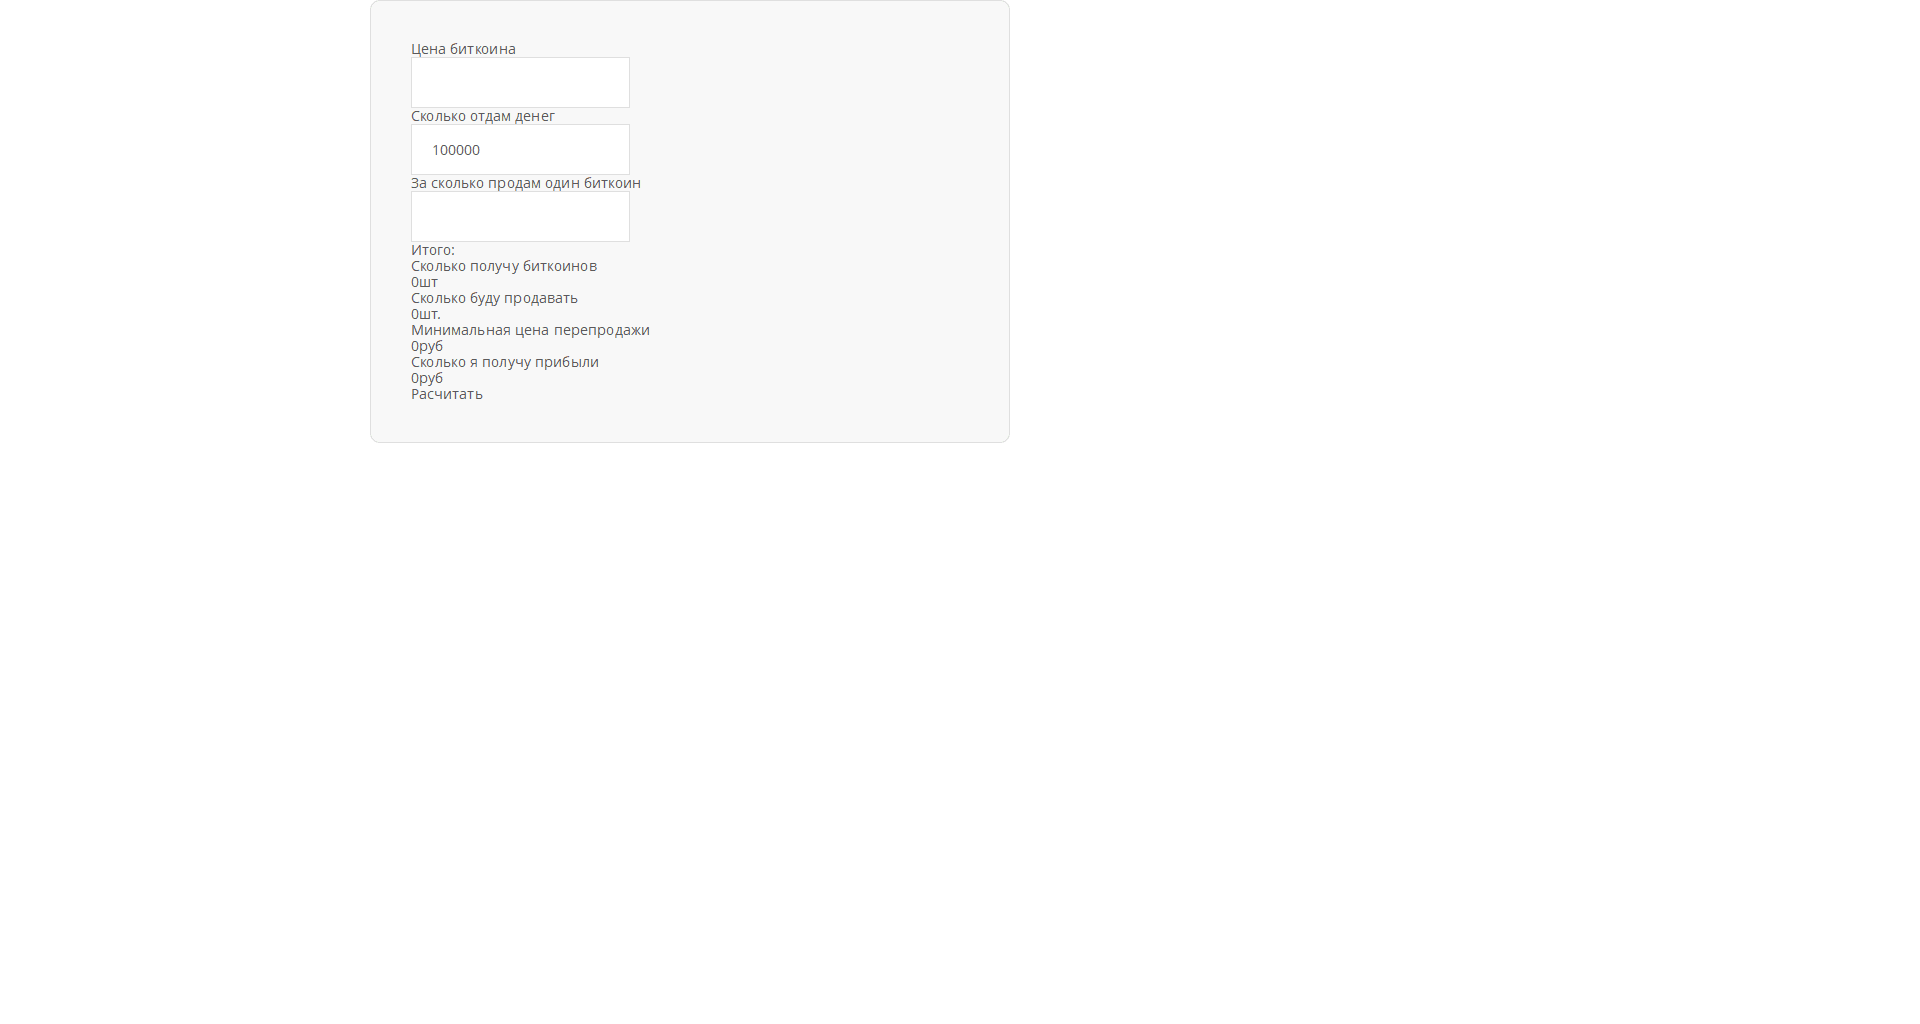 Цена биткоина
Сколько отдам денег
100000
За сколько продам один биткоин
Итого:
Сколько получу биткоинов
0шт
Сколько буду продавать
0шт.
Минимальная цена перепродажи
0руб
Сколько я получу прибыли
0руб
Расчитать